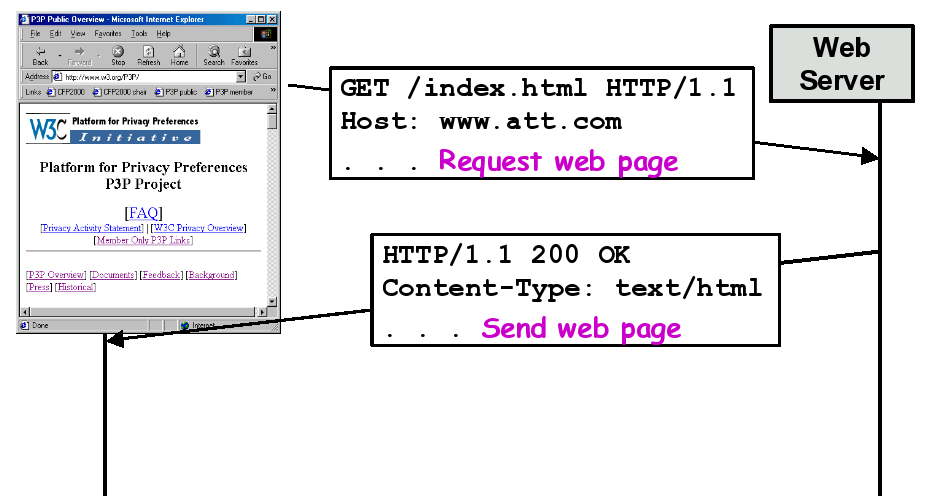 P3P Public Overview - Microsoft Internet Explorer
File Edit View Favorites Tools Help
Back Forward Stop Refresh Home Search Favorites »
Address http://www.w3.org/P3P/ Go
Links CFP2000 CFP2000 chair P3P public P3P member »
W3C Platform for Privacy Preferences
Initiative
Platform for Privacy Preferences
P3P Project
[FAQ]
[Privacy Activity Statement] | [W3C Privacy Overview]
[Member Only P3P Links]
[P3P Overview] [Documents] [Feedback] [Background]
[Press] [Historical]
Done Internet
GET /index.html HTTP/1.1
Host: www.att.com
. . . Request web page
Web
Server
HTTP/1.1 200 OK
Content-Type: text/html
. . . Send web page